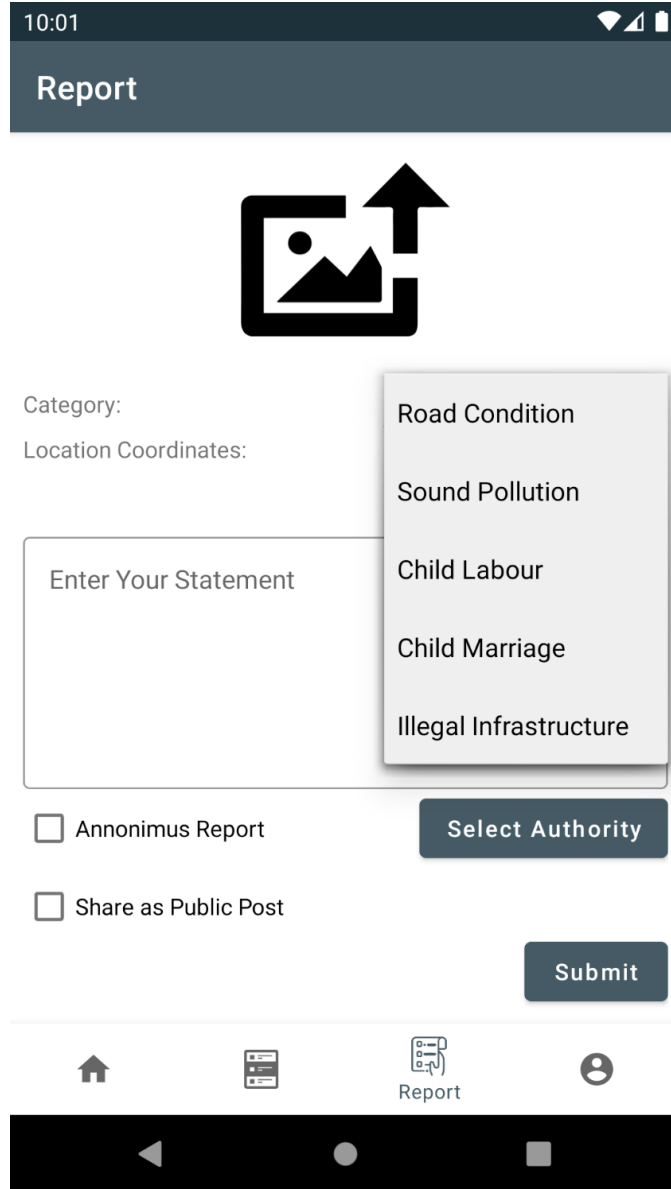 10:01
Report
Category:
Location Coordinates:
Road Condition
Sound Pollution
Child Labour
Child Marriage
Illegal Infrastructure
Enter Your Statement
Annonimus Report
Select Authority
Share as Public Post
Submit
Report